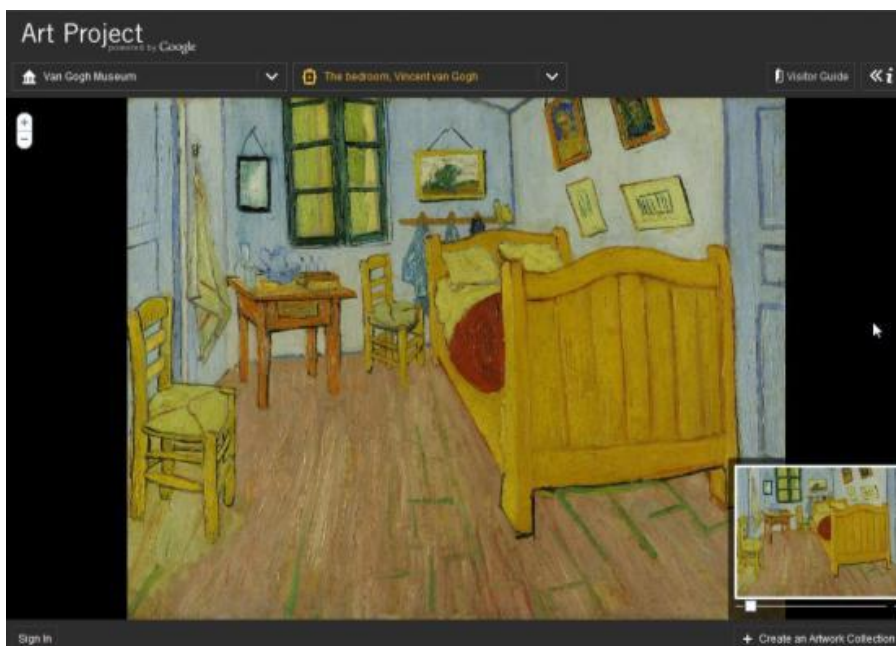 Art Project
powered by Google
Van Gogh Museum
The bedroom, Vincent van Gogh
Visitor Guide
Sign In
+ Create an Artwork Collection